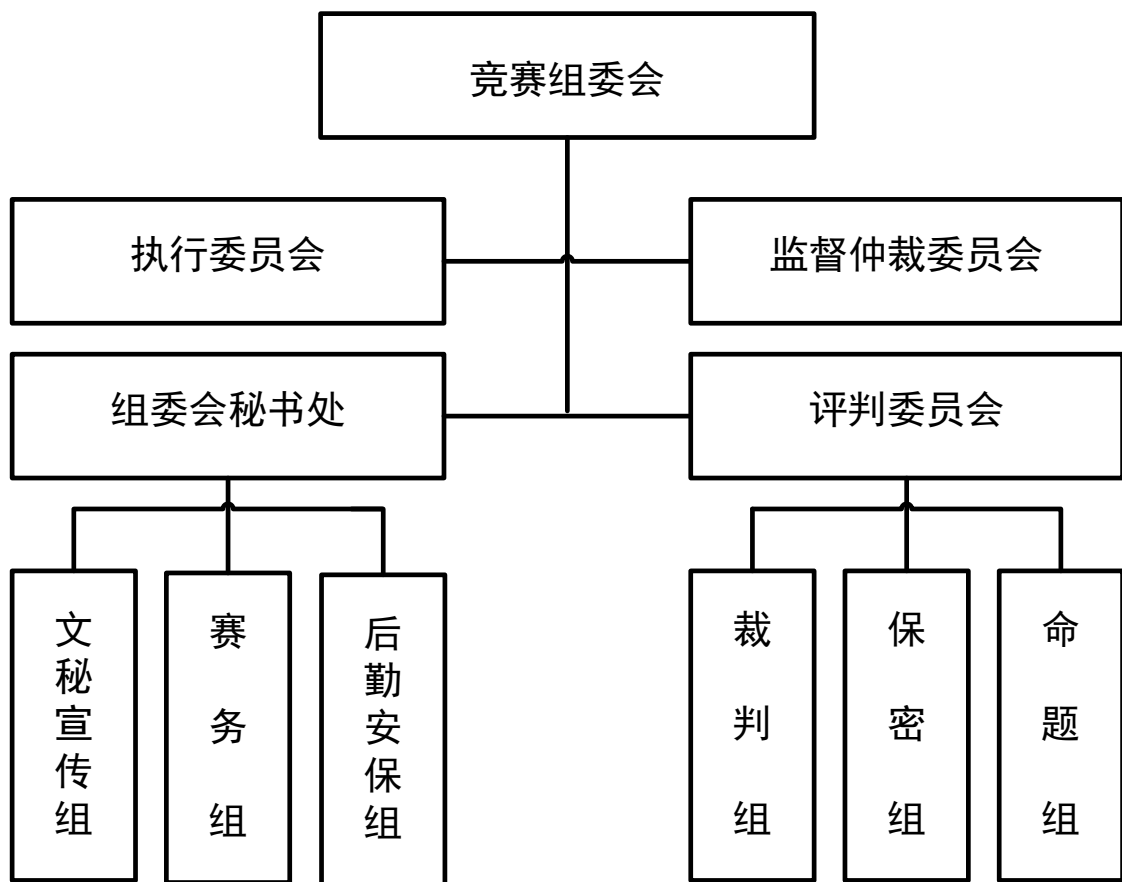 竞赛组委会
执行委员会
监督仲裁委员会
组委会秘书处
评判委员会
文秘宣传组
赛务组
后勤安保组
裁判组
保密组
命题组